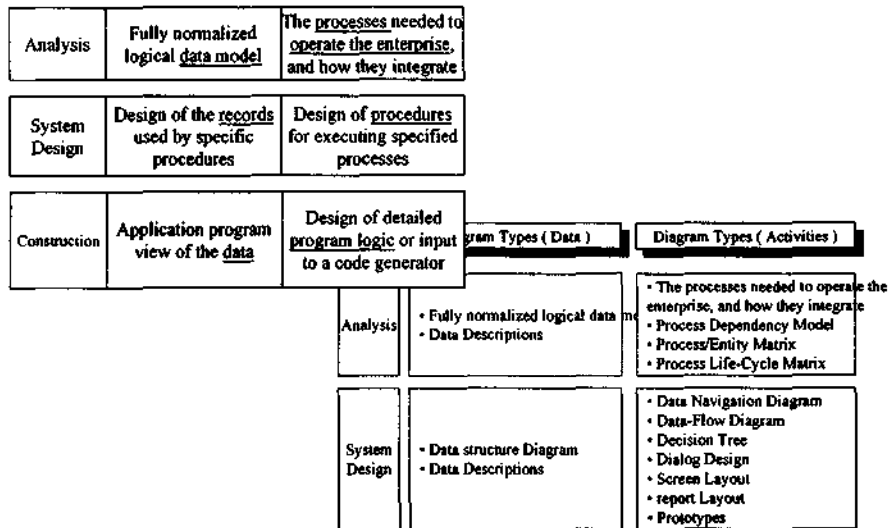 Analysis
Fully normalized
logical data model
The processes needed to
operate the enterprise,
and how they integrate
System
Design
Design of the records
used by specific
procedures
Design of procedures
for executing specified
processes
Construction
Application program
view of the data
Design of detailed
program logic or input
to a code generator
gram Types ( Data )
Diagram Types ( Activities )
Analysis
• Fully normalized logical data m
• Data Descriptions
• The processes needed to operate the
enterprise, and how they integrate
• Process Dependency Model
• Process/Entity Matrix
• Process Life-Cycle Matrix
System
Design
• Data structure Diagram
• Data Descriptions
• Data Navigation Diagram
• Data-Flow Diagram
• Decision Tree
• Dialog Design
• Screen Layout
• report Layout
• Prototypes